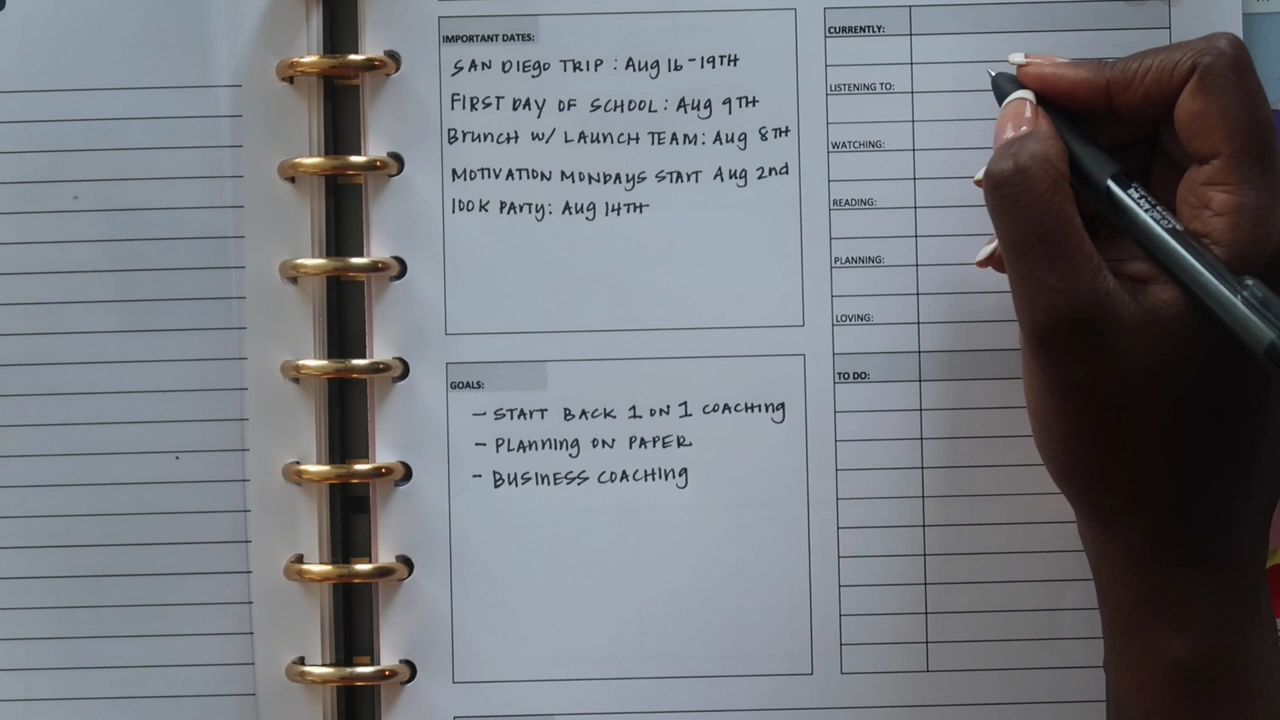 IMPORTANT DATES:
SAN DIEGO TRIP : Aug 16-19TH
FIRST DAY OF SCHOOL: Aug 9TH
Brunch w/ LAUNCH TEAM: Aug 8TH
MOTIVATION MONDAYS START Aug 2nd
100K PARTY: Aug 14TH
GOALS:
- START BACK 1 ON 1 COACHING
- PLANNING ON PAPER
- BUSINESS COACHING
CURRENTLY:
LISTENING TO:
WATCHING:
READING:
PLANNING:
LOVING:
TO DO: